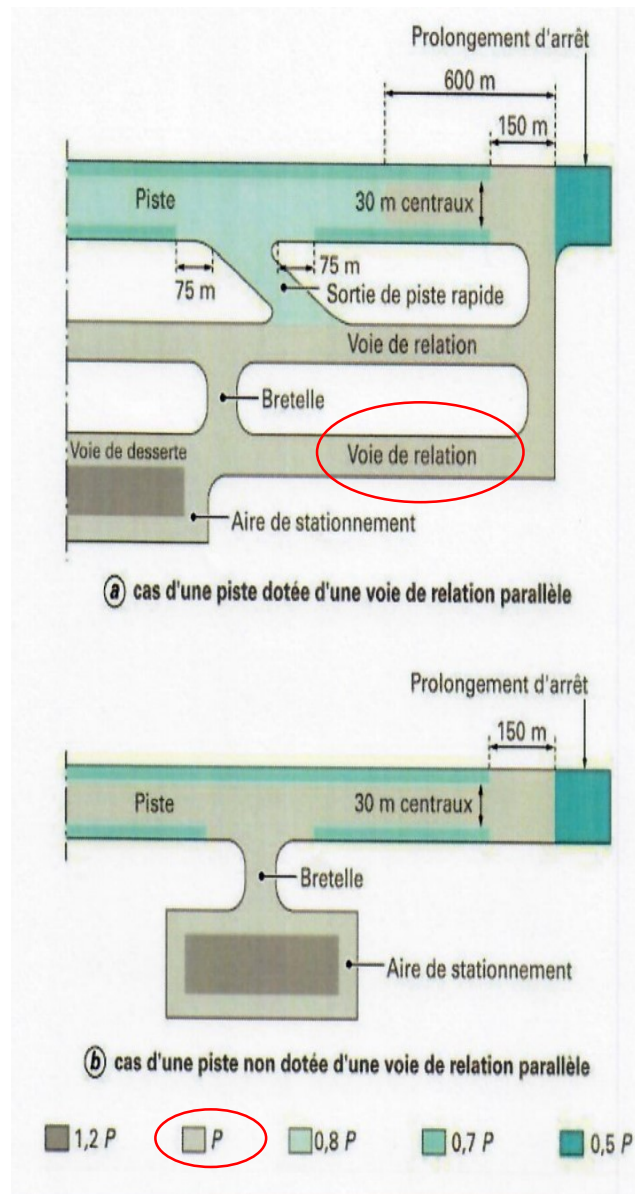 Prolongement d'arrêt
600 m
150 m
Piste
30 m centraux
75 m
75 m
Sortie de piste rapide
Voie de relation
Bretelle
Voie de desserte
Voie de relation
Aire de stationnement
a cas d'une piste dotée d'une voie de relation parallèle
Prolongement d'arrêt
150 m
Piste
30 m centraux
Bretelle
Aire de stationnement
b cas d'une piste non dotée d'une voie de relation parallèle
1,2 P
P
0,8 P
0,7 P
0,5 P